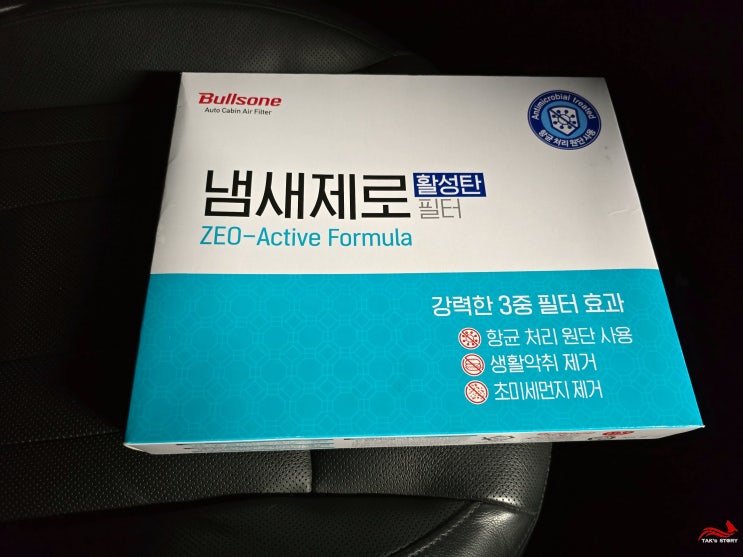 Bullsone
Auto Cabin Air Filter
Antimicrobial treated
항균 처리 원단 사용
냄새제로 활성탄
필터
ZEO-Active Formula
강력한 3중 필터 효과
항균 처리 원단 사용
생활악취 제거
초미세먼지 제거
TAK's STORY